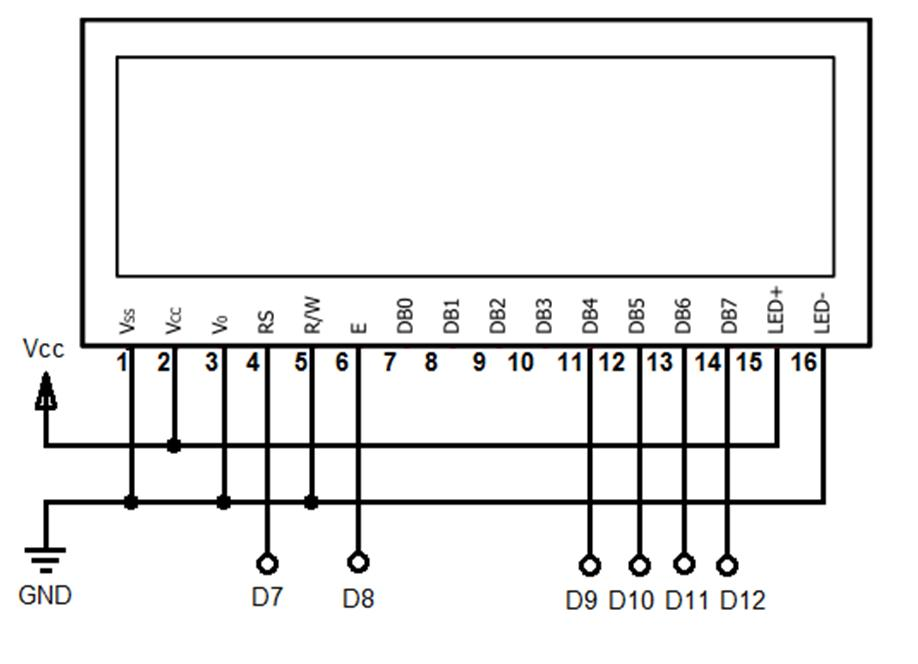 Vss Vcc V0 RS R/W E DB0 DB1 DB2 DB3 DB4 DB5 DB6 DB7 LED+ LED-
Vcc
1 2 3 4 5 6 7 8 9 10 11 12 13 14 15 16
GND
D7 D8 D9 D10 D11 D12